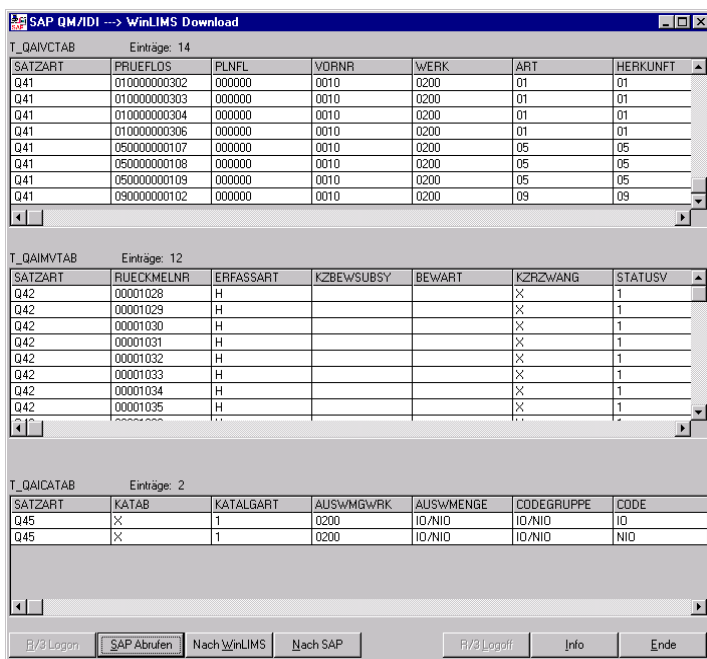 SAP QM/IDI ---> WinLIMS Download
T_QAIVCTAB Einträge: 14
SATZART PRUEFLOS PLNFL VORNR WERK ART HERKUNFT
Q41 010000000302 000000 0010 0200 01 01
Q41 010000000303 000000 0010 0200 01 01
Q41 010000000304 000000 0010 0200 01 01
Q41 010000000306 000000 0010 0200 01 01
Q41 050000000107 000000 0010 0200 05 05
Q41 050000000108 000000 0010 0200 05 05
Q41 050000000109 000000 0010 0200 05 05
Q41 090000000102 000000 0010 0200 09 09
T_QAIMVTAB Einträge: 12
SATZART RUECKMELNR ERFASSART KZBEWSUBSY BEWART KZRZWANG STATUSV
Q42 00001028 H X 1
Q42 00001029 H X 1
Q42 00001030 H X 1
Q42 00001031 H X 1
Q42 00001032 H X 1
Q42 00001033 H X 1
Q42 00001034 H X 1
Q42 00001035 H X 1
T_QAICATAB Einträge: 2
SATZART KATAB KATALGART AUSWMGWRK AUSWMENGE CODEGRUPPE CODE
Q45 X 1 0200 IO/NIO IO/NIO IO
Q45 X 1 0200 IO/NIO IO/NIO NIO
R/3 Logon SAP Abrufen Nach WinLIMS Nach SAP R/3 Logoff Info Ende